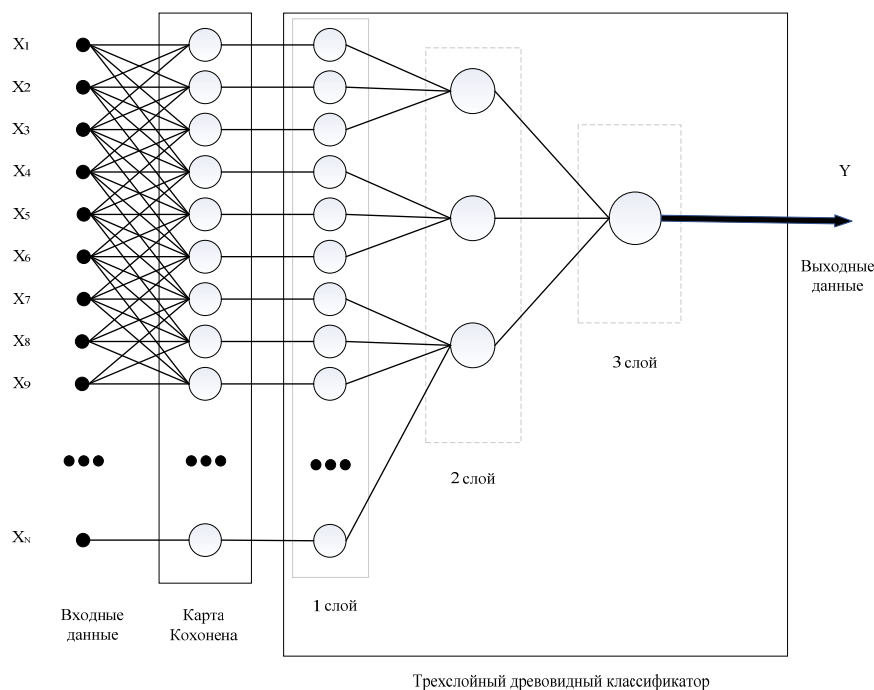 X1
X2
X3
X4
X5
X6
X7
X8
X9
XN
Y
Выходные
данные
3 слой
2 слой
1 слой
Входные
данные
Карта
Кохонена
Трехслойный древовидный классификатор